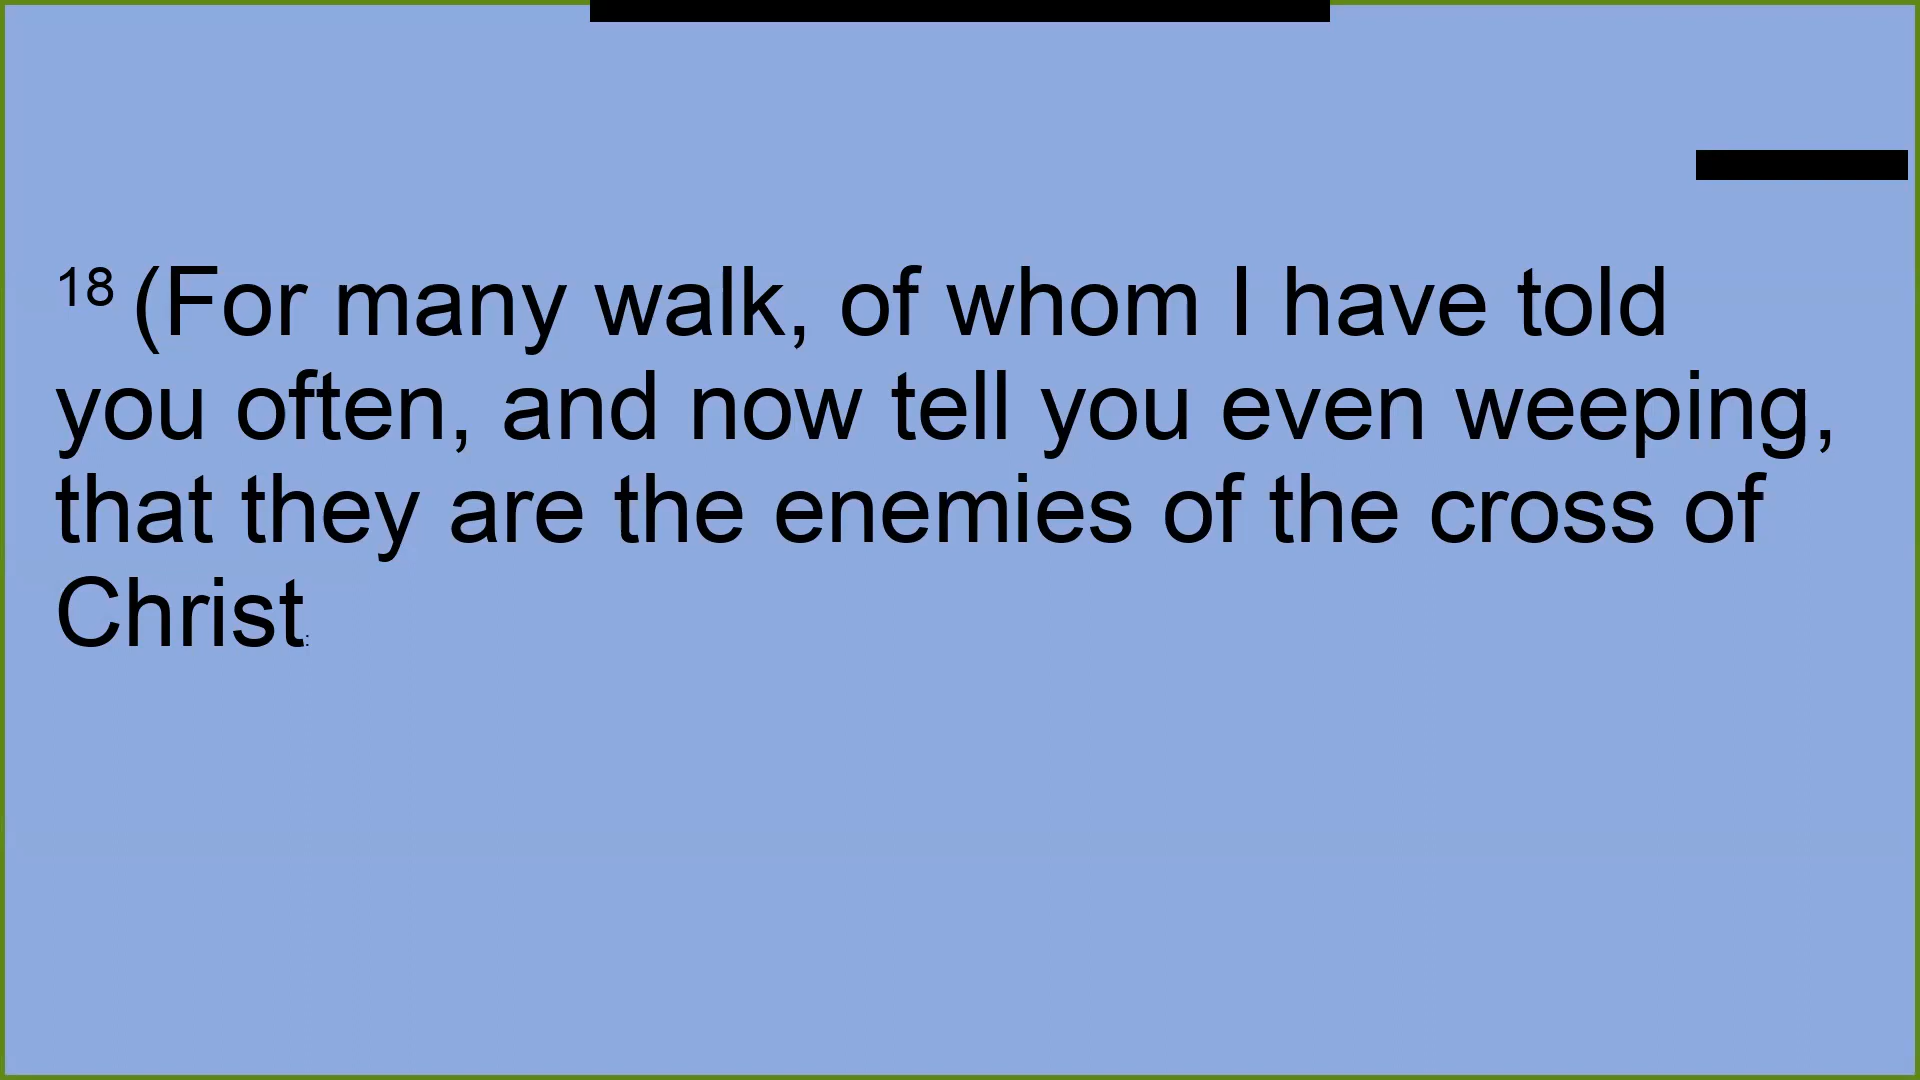 18 (For many walk, of whom I have told
you often, and now tell you even weeping,
that they are the enemies of the cross of
Christ: